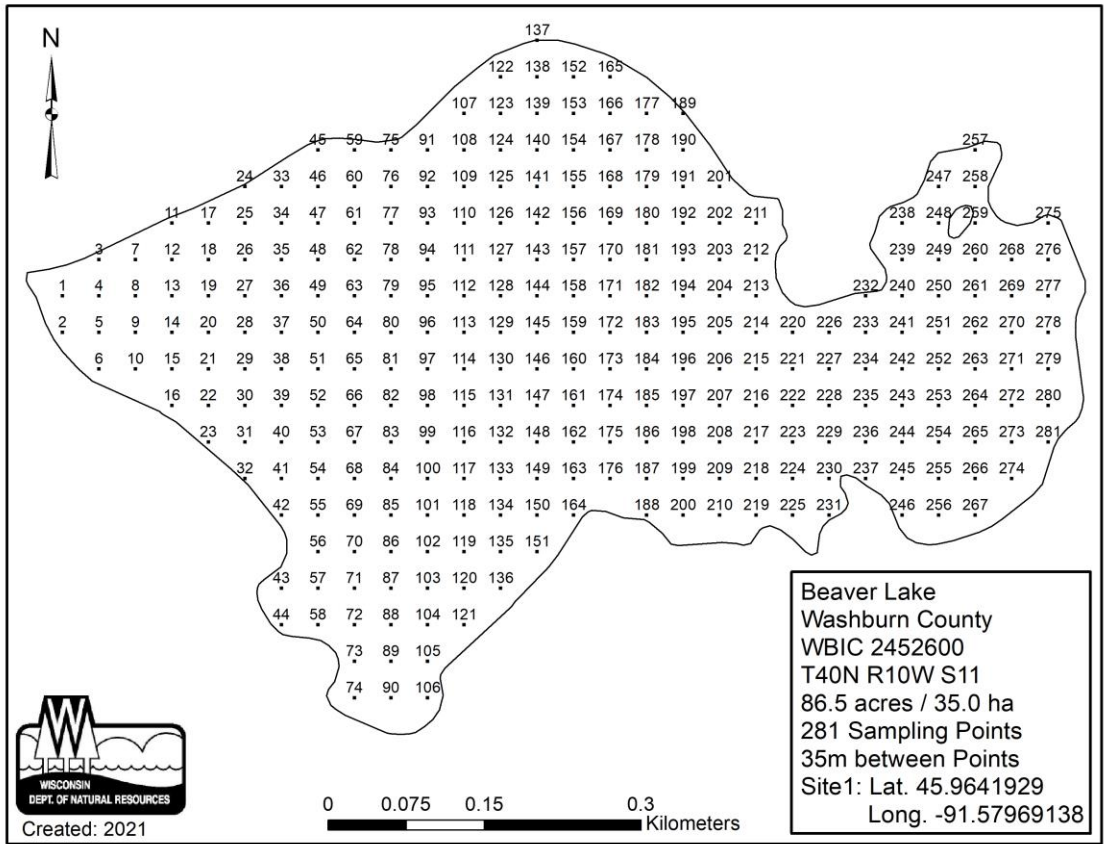 137
N
122 138 152 165
107 123 139 153 166 177 189
45 59 75 91 108 124 140 154 167 178 190 257
24 33 46 60 76 92 109 125 141 155 168 179 191 201 247 258
11 17 25 34 47 61 77 93 110 126 142 156 169 180 192 202 211 238 248 259 275
3 7 12 18 26 35 48 62 78 94 111 127 143 157 170 181 193 203 212 239 249 260 268 276
1 4 8 13 19 27 36 49 63 79 95 112 128 144 158 171 182 194 204 213 232 240 250 261 269 277
2 5 9 14 20 28 37 50 64 80 96 113 129 145 159 172 183 195 205 214 220 226 233 241 251 262 270 278
6 10 15 21 29 38 51 65 81 97 114 130 146 160 173 184 196 206 215 221 227 234 242 252 263 271 279
16 22 30 39 52 66 82 98 115 131 147 161 174 185 197 207 216 222 228 235 243 253 264 272 280
23 31 40 53 67 83 99 116 132 148 162 175 186 198 208 217 223 229 236 244 254 265 273 281
32 41 54 68 84 100 117 133 149 163 176 187 199 209 218 224 230 237 245 255 266 274
42 55 69 85 101 118 134 150 164 188 200 210 219 225 231 246 256 267
56 70 86 102 119 135 151
43 57 71 87 103 120 136
44 58 72 88 104 121
73 89 105
74 90 106
Beaver Lake
Washburn County
WBIC 2452600
T40N R10W S11
86.5 acres / 35.0 ha
281 Sampling Points
35m between Points
Site1: Lat. 45.9641929
Long. -91.57969138
W
WISCONSIN
DEPT. OF NATURAL RESOURCES
Created: 2021
0 0.075 0.15 0.3
Kilometers